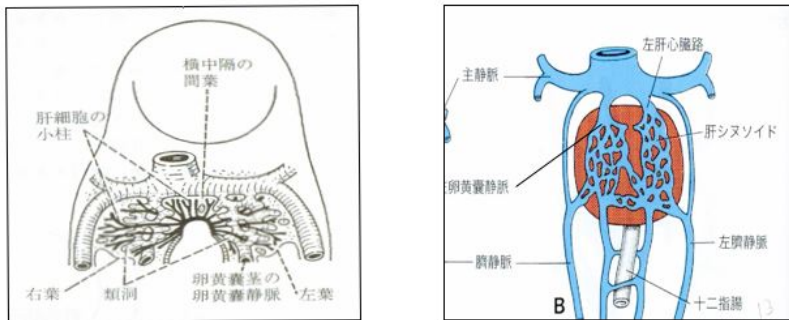 横中隔の
間葉
肝細胞の
小柱
右葉
類洞
卵黄嚢茎の
卵黄嚢静脈
左葉
左肝心臓路
主静脈
肝シヌソイド
卵黄嚢静脈
左臍静脈
臍静脈
十二指腸
B
13